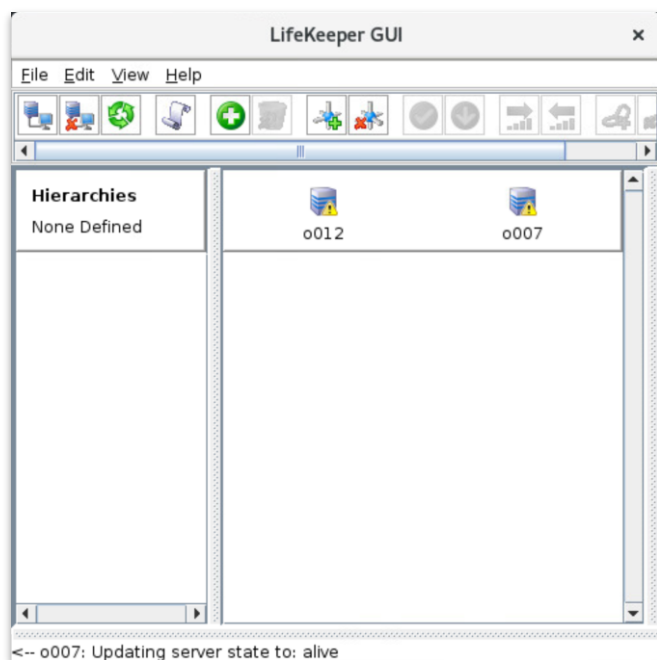 LifeKeeper GUI
File Edit View Help
Hierarchies
None Defined
o012 o007
<-- o007: Updating server state to: alive